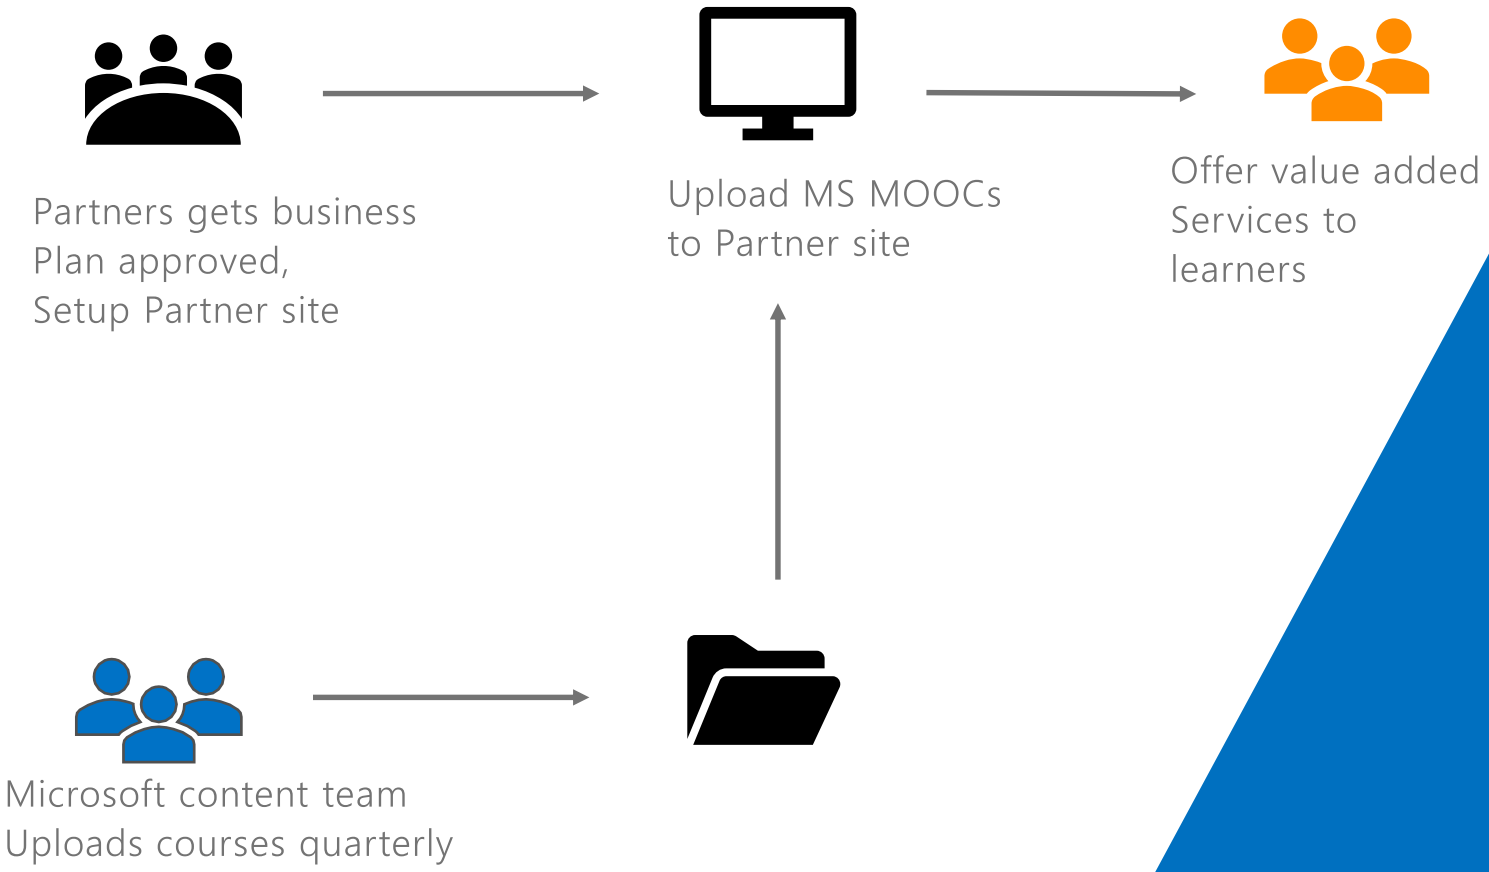 Partners gets business
Plan approved,
Setup Partner site
Upload MS MOOCs
to Partner site
Offer value added
Services to
learners
Microsoft content team
Uploads courses quarterly